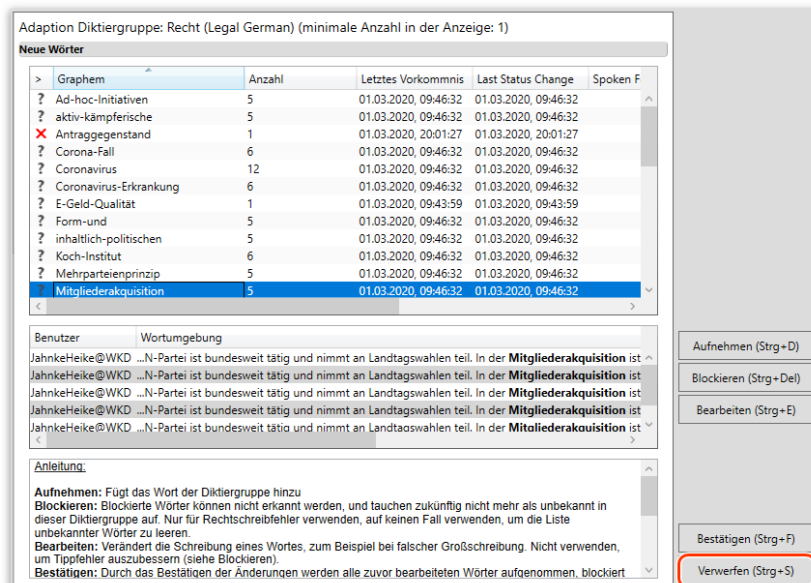 Adaption Diktiergruppe: Recht (Legal German) (minimale Anzahl in der Anzeige: 1)
Neue Wörter
> Graphem Anzahl Letztes Vorkommnis Last Status Change Spoken F
? Ad-hoc-Initiativen 5 01.03.2020, 09:46:32 01.03.2020, 09:46:32
? aktiv-kämpferische 5 01.03.2020, 09:46:32 01.03.2020, 09:46:32
Antraggegenstand 1 01.03.2020, 20:01:27 01.03.2020, 20:01:27
? Corona-Fall 6 01.03.2020, 09:46:32 01.03.2020, 09:46:32
? Coronavirus 12 01.03.2020, 09:46:32 01.03.2020, 09:46:32
? Coronavirus-Erkrankung 6 01.03.2020, 09:46:32 01.03.2020, 09:46:32
? E-Geld-Qualität 1 01.03.2020, 09:43:59 01.03.2020, 09:43:59
? Form-und 5 01.03.2020, 09:46:32 01.03.2020, 09:46:32
? inhaltlich-politischen 5 01.03.2020, 09:46:32 01.03.2020, 09:46:32
? Koch-Institut 6 01.03.2020, 09:46:32 01.03.2020, 09:46:32
? Mehrparteienprinzip 5 01.03.2020, 09:46:32 01.03.2020, 09:46:32
? Mitgliederakquisition 5 01.03.2020, 09:46:32 01.03.2020, 09:46:32
Benutzer Wortumgebung
JahnkeHeike@WKD ...N-Partei ist bundesweit tätig und nimmt an Landtagswahlen teil. In der Mitgliederakquisition ist
JahnkeHeike@WKD ...N-Partei ist bundesweit tätig und nimmt an Landtagswahlen teil. In der Mitgliederakquisition ist
JahnkeHeike@WKD ...N-Partei ist bundesweit tätig und nimmt an Landtagswahlen teil. In der Mitgliederakquisition ist
JahnkeHeike@WKD ...N-Partei ist bundesweit tätig und nimmt an Landtagswahlen teil. In der Mitgliederakquisition ist
JahnkeHeike@WKD ...N-Partei ist bundesweit tätig und nimmt an Landtagswahlen teil. In der Mitgliederakquisition ist
Anleitung:
Aufnehmen: Fügt das Wort der Diktiergruppe hinzu
Blockieren: Blockierte Wörter können nicht erkannt werden, und tauchen zukünftig nicht mehr als unbekannt in
dieser Diktiergruppe auf. Nur für Rechtschreibfehler verwenden, auf keinen Fall verwenden, um die Liste
unbekannter Wörter zu leeren.
Bearbeiten: Verändert die Schreibung eines Wortes, zum Beispiel bei falscher Großschreibung. Nicht verwenden,
um Tippfehler auszubessern (siehe Blockieren).
Bestätigen: Durch das Bestätigen der Änderungen werden alle zuvor bearbeiteten Wörter aufgenommen, blockiert
Aufnehmen (Strg+D)
Blockieren (Strg+Del)
Bearbeiten (Strg+E)
Bestätigen (Strg+F)
Verwerfen (Strg+S)